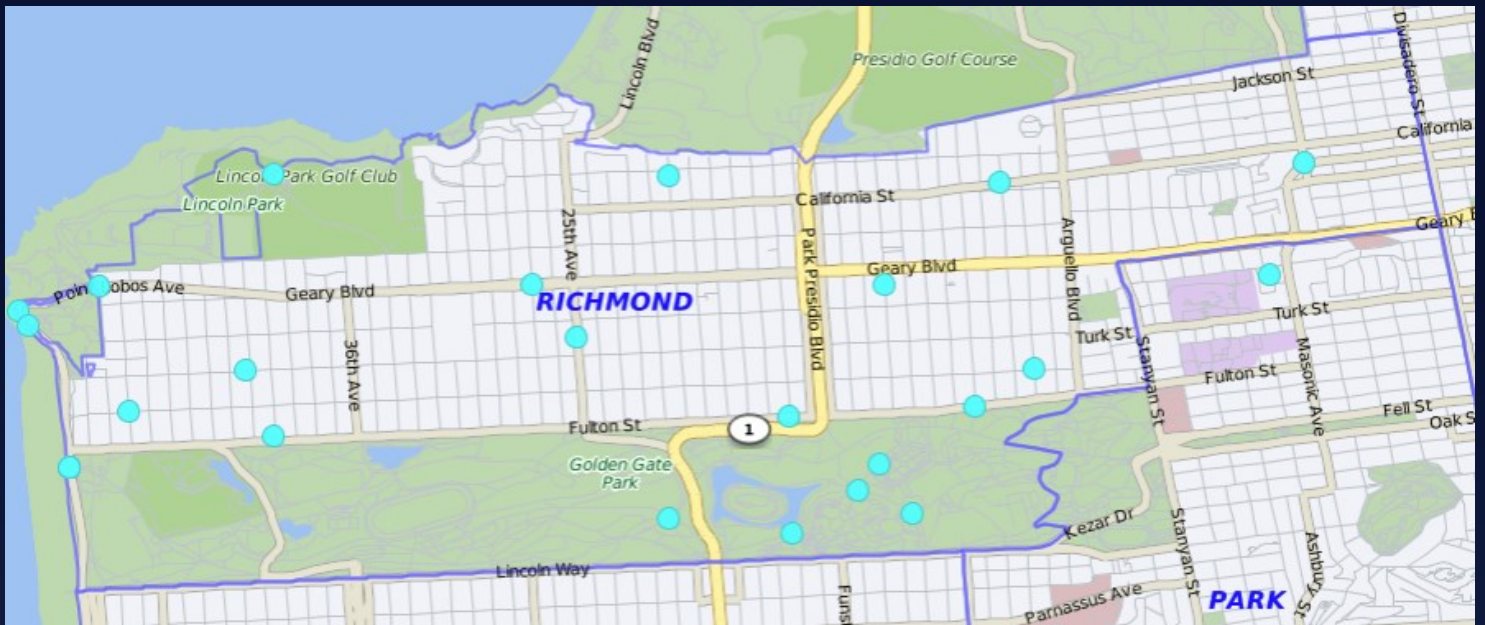 Lincoln Blvd
Presidio Golf Course
Divisadero St
Jackson St
California
Park Golf Club
Lincoln Park
California St
25th Ave
Park Presidio Blvd
Arguello Blvd
Geary
Geary Blvd
Ave
Geary Blvd
RICHMOND
36th Ave
Turk St
Turk St
Stanyan St
Masonic Ave
Fulton St
Fell St
Oak S
Fulton St
1
Golden Gate
Park
Kezar Dr
Stanyan St
Ashbury St
Lincoln Way
Funs
Parnassus Ave
PARK